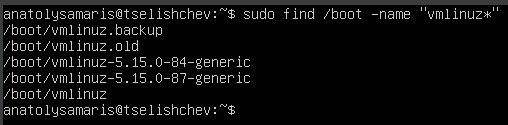 anatolysamaris@tselishchev:~$ sudo find /boot -name "vmlinuz*"
/boot/vmlinuz.backup
/boot/vmlinuz.old
/boot/vmlinuz-5.15.0-84-generic
/boot/vmlinuz-5.15.0-87-generic
/boot/vmlinuz
anatolysamaris@tselishchev:~$